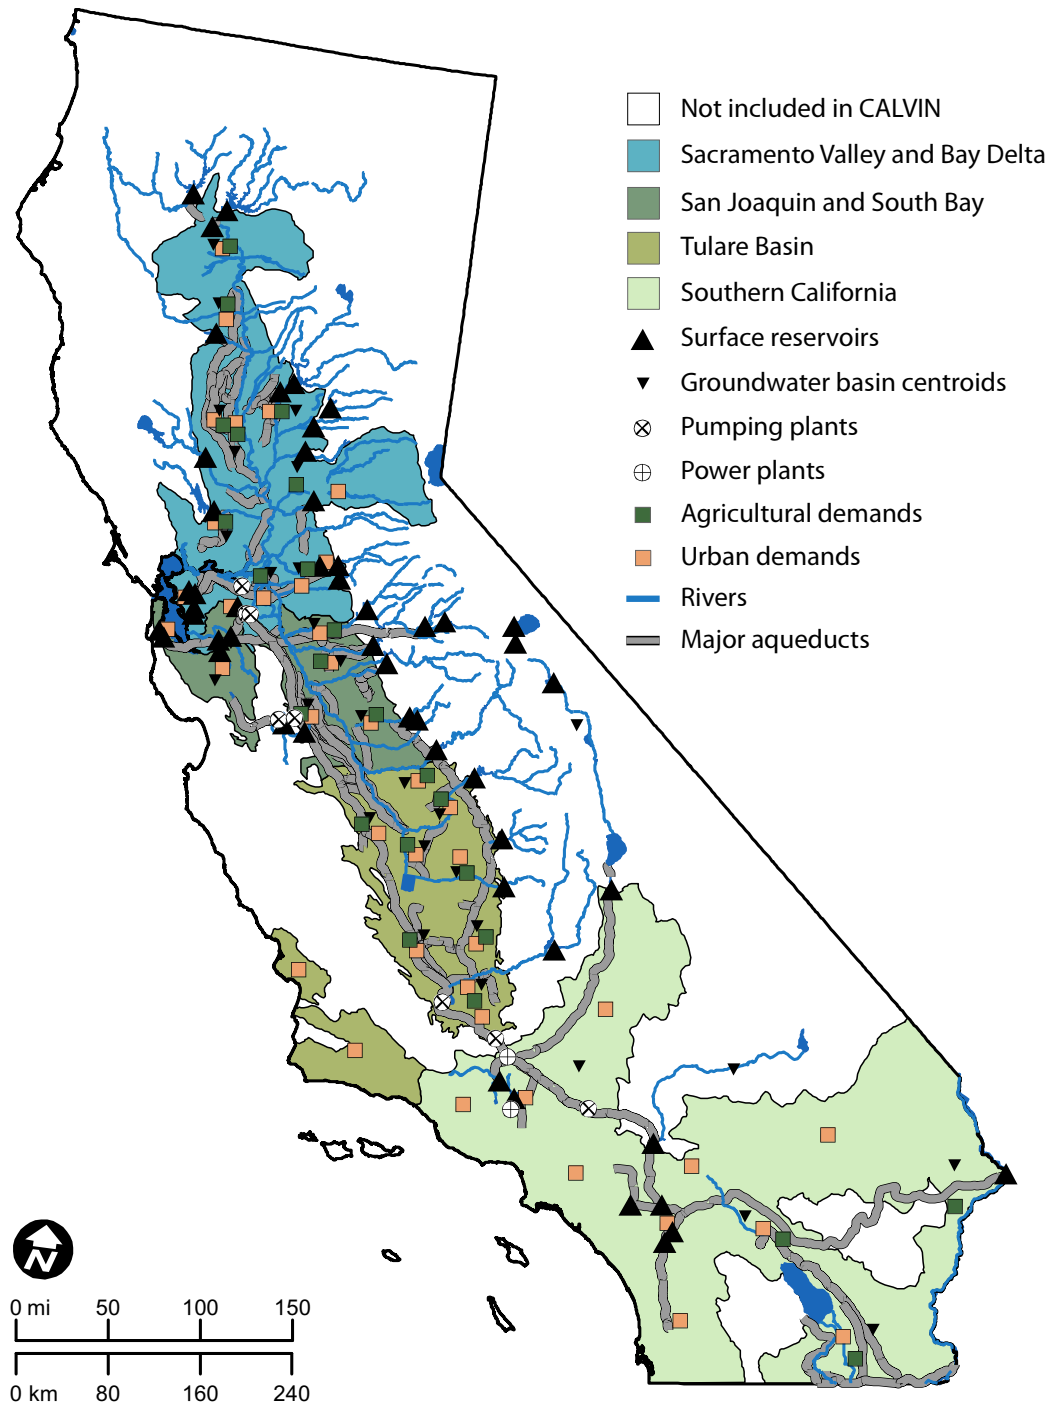 Not included in CALVIN
Sacramento Valley and Bay Delta
San Joaquin and South Bay
Tulare Basin
Southern California
Surface reservoirs
Groundwater basin centroids
Pumping plants
Power plants
Agricultural demands
Urban demands
Rivers
Major aqueducts
N
0 mi 50 100 150
0 km 80 160 240